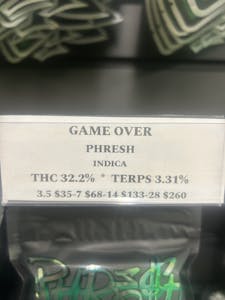 GAME OVER
PHRESH
INDICA
THC 32.2% * TERPS 3.31%
3.5 $35-7 $68-14 $133-28 $260
PHRESH